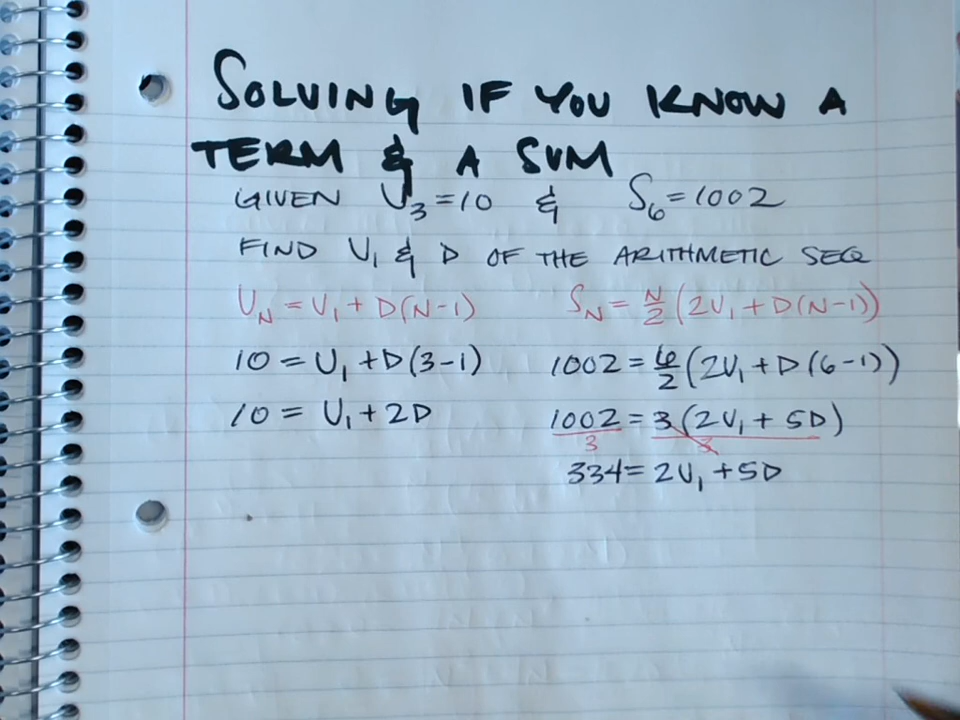 SOLVING IF YOU KNOW A
TERM & A SUM
GIVEN U₃=10 & S₆=1002
FIND U₁ & D OF THE ARITHMETIC SEQ
U_N = U₁ + D(N-1)
S_N = N/2 (2U₁ + D(N-1))
10 = U₁ + D(3-1)
1002 = 6/2 (2U₁ + D(6-1))
10 = U₁ + 2D
1002/3 = 3(2U₁ + 5D)/3
334 = 2U₁ + 5D